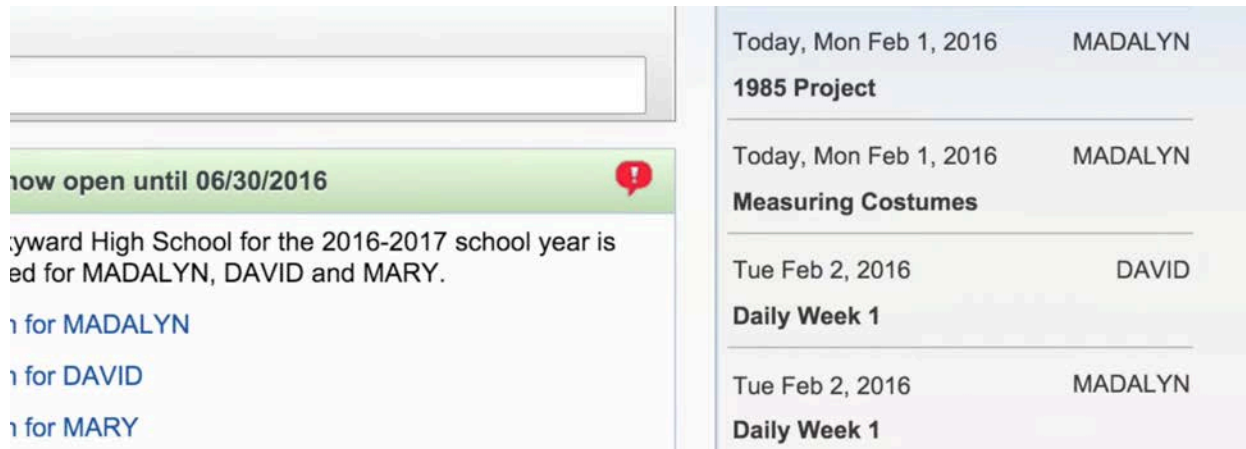 now open until 06/30/2016
kyward High School for the 2016-2017 school year is
ed for MADALYN, DAVID and MARY.
n for MADALYN
n for DAVID
n for MARY
Today, Mon Feb 1, 2016 MADALYN
1985 Project
Today, Mon Feb 1, 2016 MADALYN
Measuring Costumes
Tue Feb 2, 2016 DAVID
Daily Week 1
Tue Feb 2, 2016 MADALYN
Daily Week 1